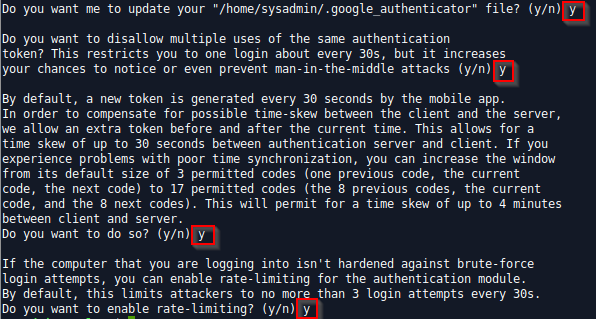 Do you want me to update your "/home/sysadmin/.google_authenticator" file? (y/n) y
Do you want to disallow multiple uses of the same authentication
token? This restricts you to one login about every 30s, but it increases
your chances to notice or even prevent man-in-the-middle attacks (y/n) y
By default, a new token is generated every 30 seconds by the mobile app.
In order to compensate for possible time-skew between the client and the server,
we allow an extra token before and after the current time. This allows for a
time skew of up to 30 seconds between authentication server and client. If you
experience problems with poor time synchronization, you can increase the window
from its default size of 3 permitted codes (one previous code, the current
code, the next code) to 17 permitted codes (the 8 previous codes, the current
code, and the 8 next codes). This will permit for a time skew of up to 4 minutes
between client and server.
Do you want to do so? (y/n) y
If the computer that you are logging into isn't hardened against brute-force
login attempts, you can enable rate-limiting for the authentication module.
By default, this limits attackers to no more than 3 login attempts every 30s.
Do you want to enable rate-limiting? (y/n) y